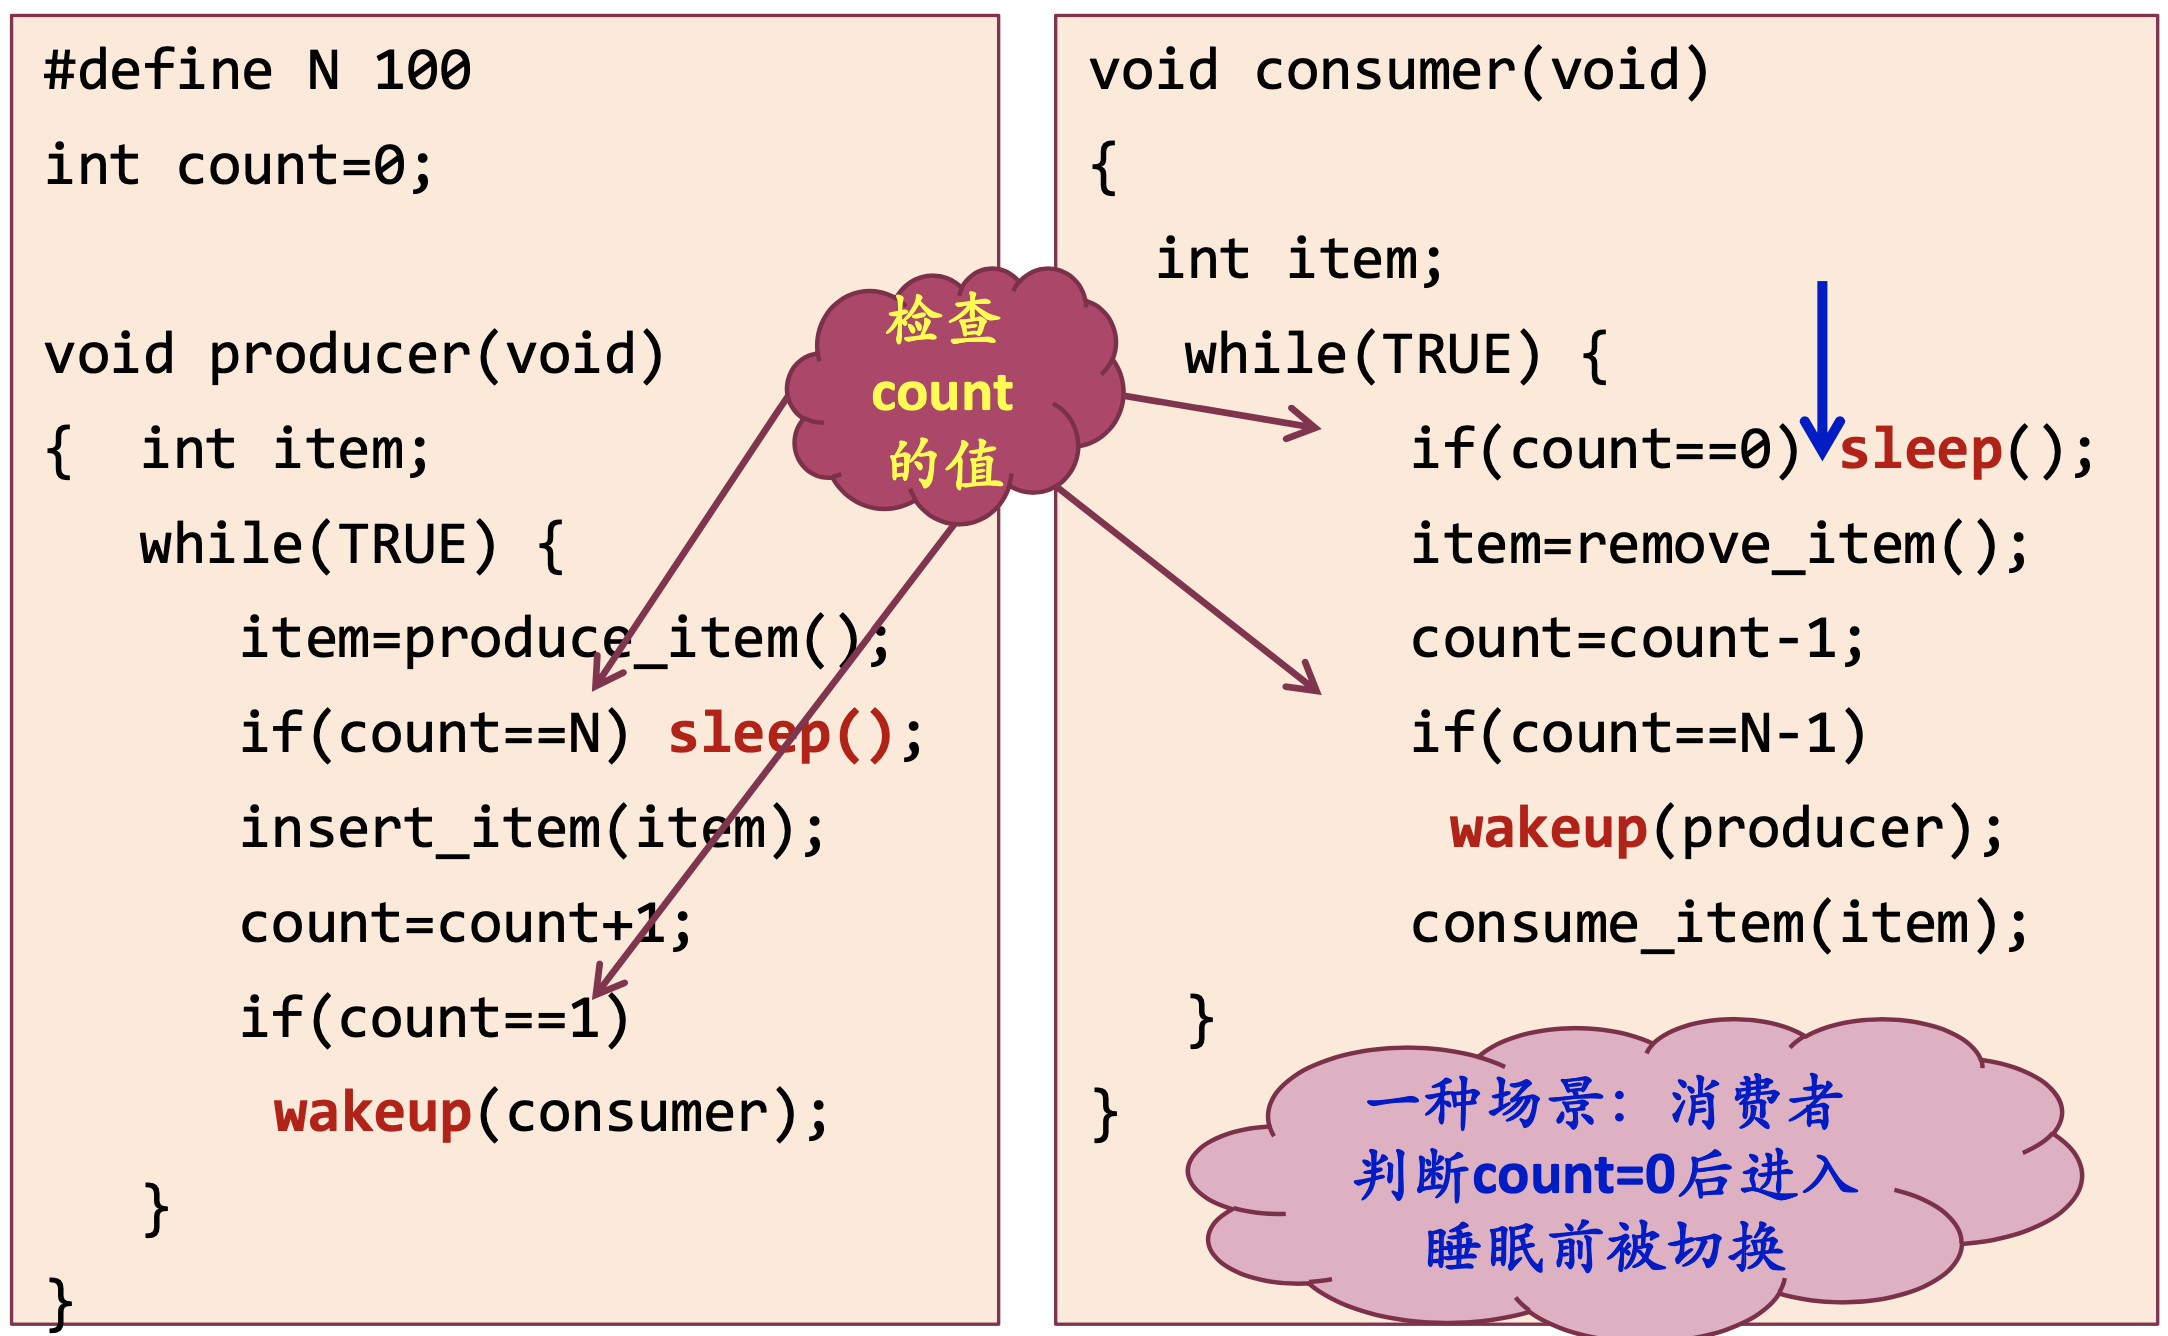 #define N 100
int count=0;
void producer(void)
{  int item;
while(TRUE) {
item=produce_item();
if(count==N) sleep();
insert_item(item);
count=count+1;
if(count==1)
wakeup(consumer);
}
}
检查
count
的值
void consumer(void)
{
int item;
while(TRUE) {
if(count==0) sleep();
item=remove_item();
count=count-1;
if(count==N-1)
wakeup(producer);
consume_item(item);
}
}
一种场景：消费者
判断count=0后进入
睡眠前被切换